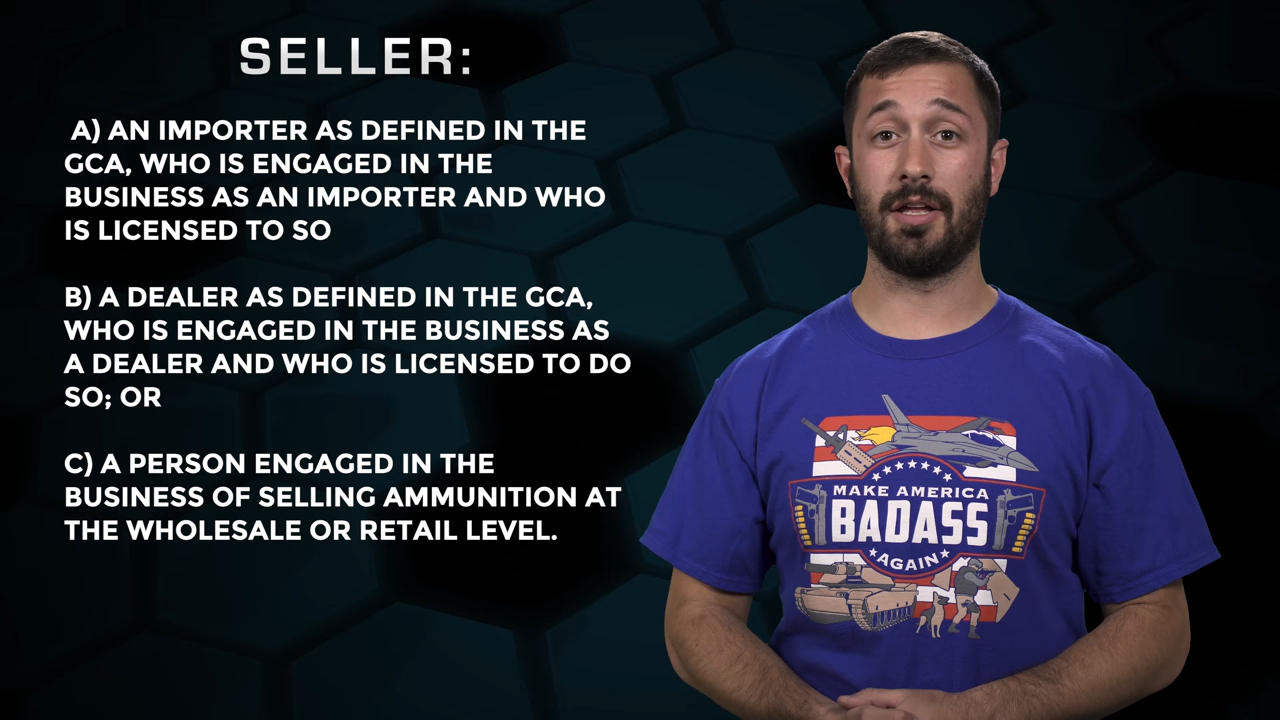 SELLER:
A) AN IMPORTER AS DEFINED IN THE
GCA, WHO IS ENGAGED IN THE
BUSINESS AS AN IMPORTER AND WHO
IS LICENSED TO SO
B) A DEALER AS DEFINED IN THE GCA,
WHO IS ENGAGED IN THE BUSINESS AS
A DEALER AND WHO IS LICENSED TO DO
SO; OR
C) A PERSON ENGAGED IN THE
BUSINESS OF SELLING AMMUNITION AT
THE WHOLESALE OR RETAIL LEVEL.
MAKE AMERICA
BADASS
AGAIN